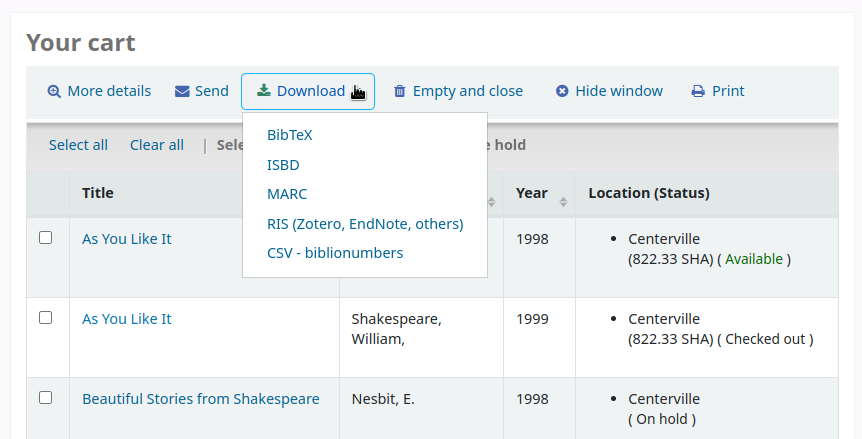 Your cart
More details Send Download Empty and close Hide window Print
BibTeX
ISBD
MARC
RIS (Zotero, EndNote, others)
CSV - biblionumbers
Select all Clear all | Sele e hold
Title Year Location (Status)
As You Like It 1998 Centerville
(822.33 SHA) ( Available )
As You Like It Shakespeare, 1999 Centerville
William, (822.33 SHA) ( Checked out )
Beautiful Stories from Shakespeare Nesbit, E. 1998 Centerville
( On hold )